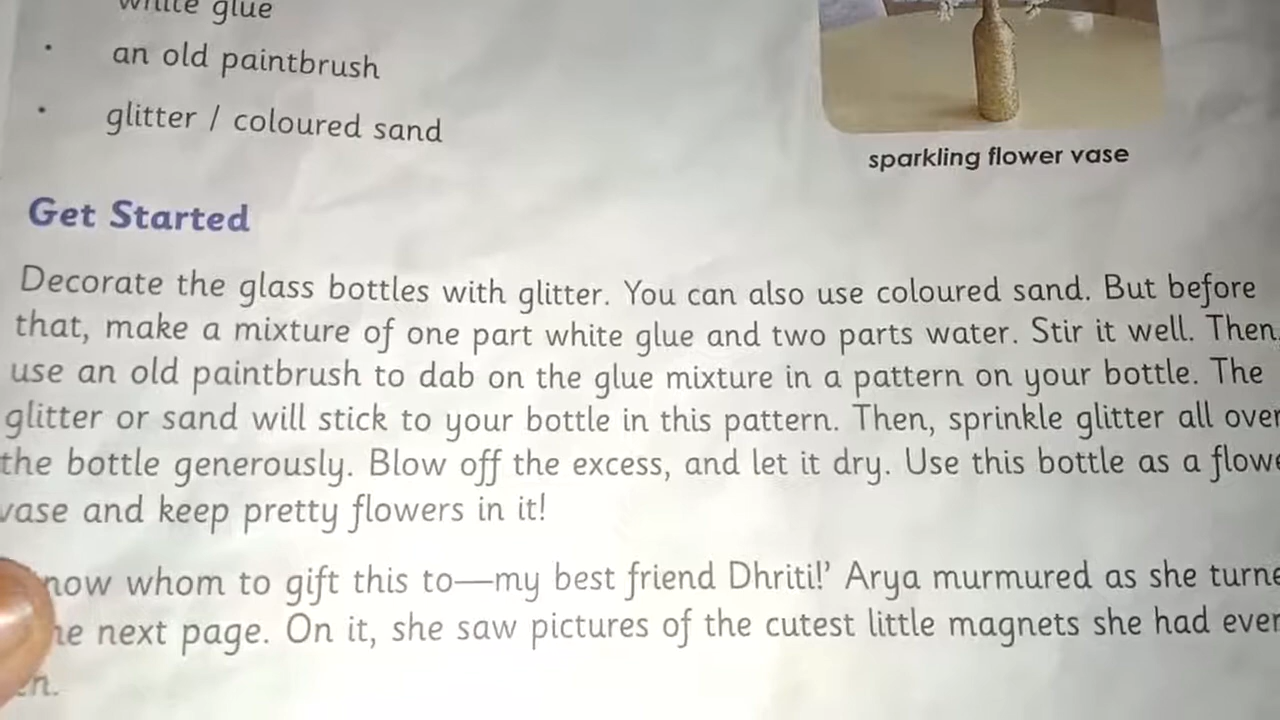 white glue
• an old paintbrush
• glitter / coloured sand
sparkling flower vase
Get Started
Decorate the glass bottles with glitter. You can also use coloured sand. But before
that, make a mixture of one part white glue and two parts water. Stir it well. Then
use an old paintbrush to dab on the glue mixture in a pattern on your bottle. The
glitter or sand will stick to your bottle in this pattern. Then, sprinkle glitter all over
the bottle generously. Blow off the excess, and let it dry. Use this bottle as a
vase and keep pretty flowers in it!
whom to gift this to—my best friend Dhriti!’ Arya murmured as she
next page. On it, she saw pictures of the cutest little magnets she had ever